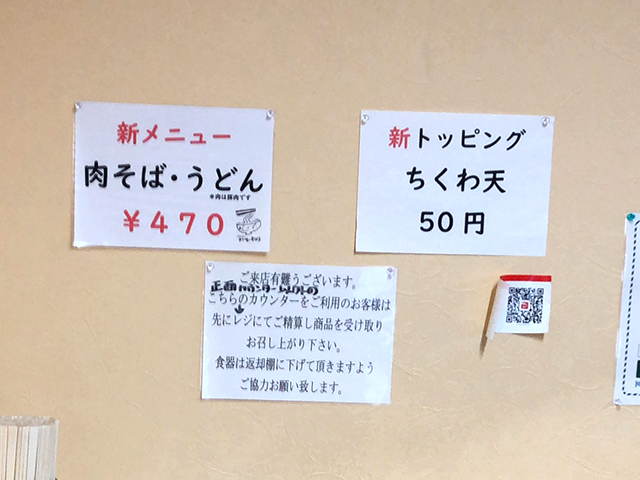 新メニュー
肉そば・うどん
※肉は豚肉です
¥470
新トッピング
ちくわ天
50円
ご来店有難うございます。
正面カウンター以外の
こちらのカウンターをご利用のお客様は
先にレジにてご精算し商品を受け取り
お召し上がり下さい。
食器は返却棚に下げて頂きますよう
ご協力お願い致します。